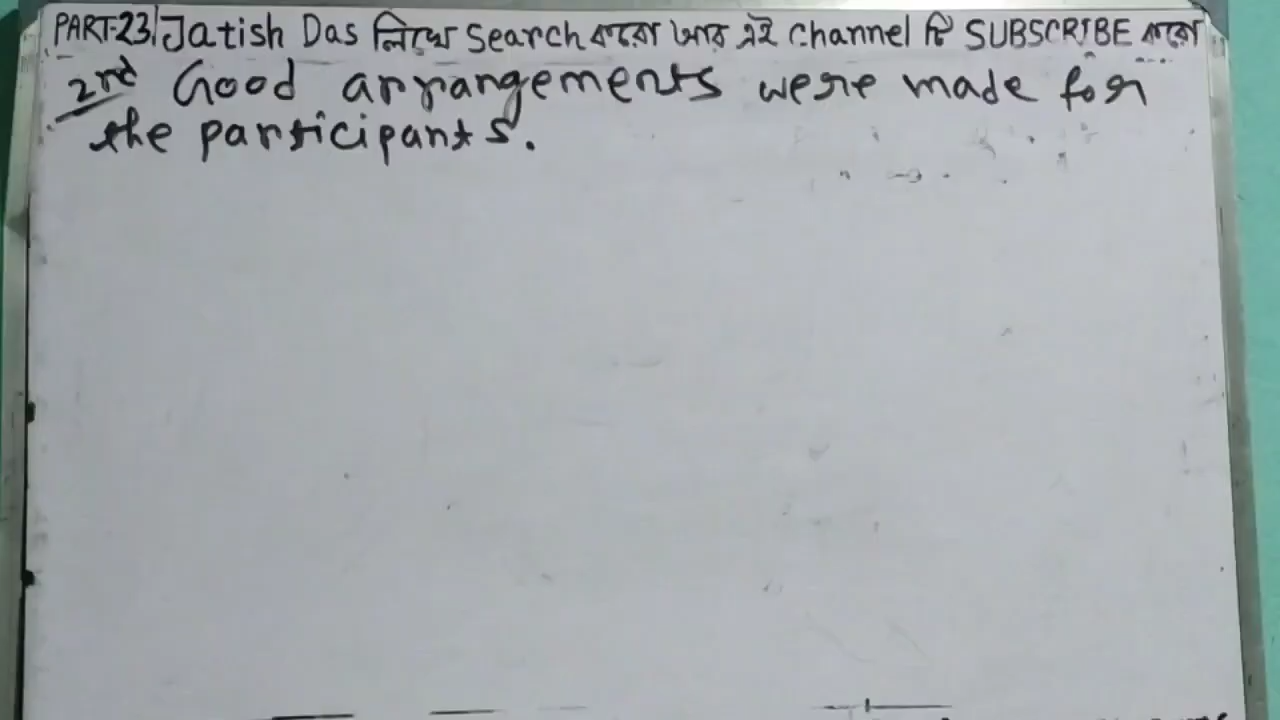 PART-23/Jatish Das লিখে Search করো আর এই Channel টি SUBSCRIBE করো
2nd Good arrangements were made for
the participants.